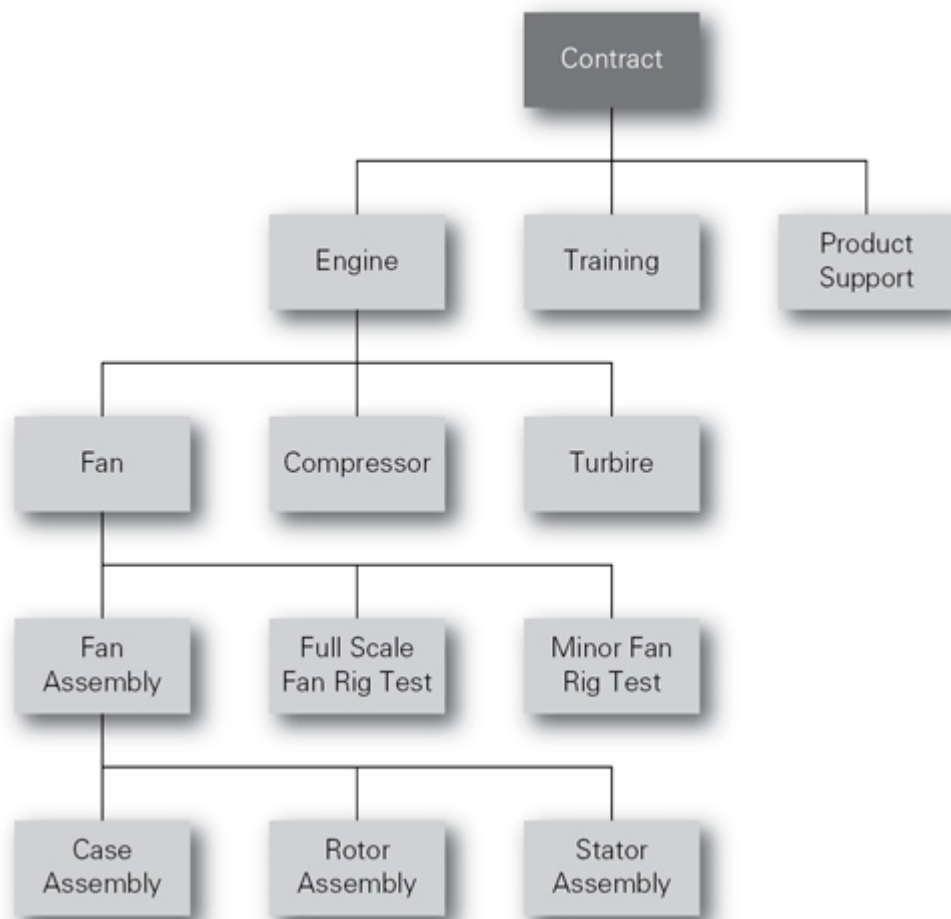 Contract
Engine
Training
Product
Support
Fan
Compressor
Turbire
Fan
Assembly
Full Scale
Fan Rig Test
Minor Fan
Rig Test
Case
Assembly
Rotor
Assembly
Stator
Assembly